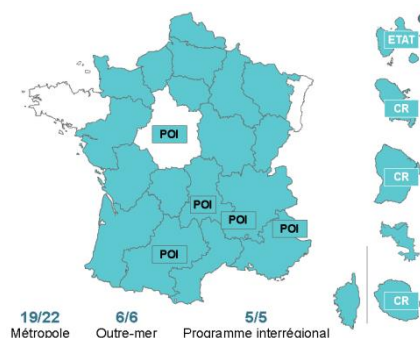 ETAT
CR
POI
CR
POI
POI
POI
POI
CR
19/22 6/6 5/5
Métropole Outre-mer Programme interrégional